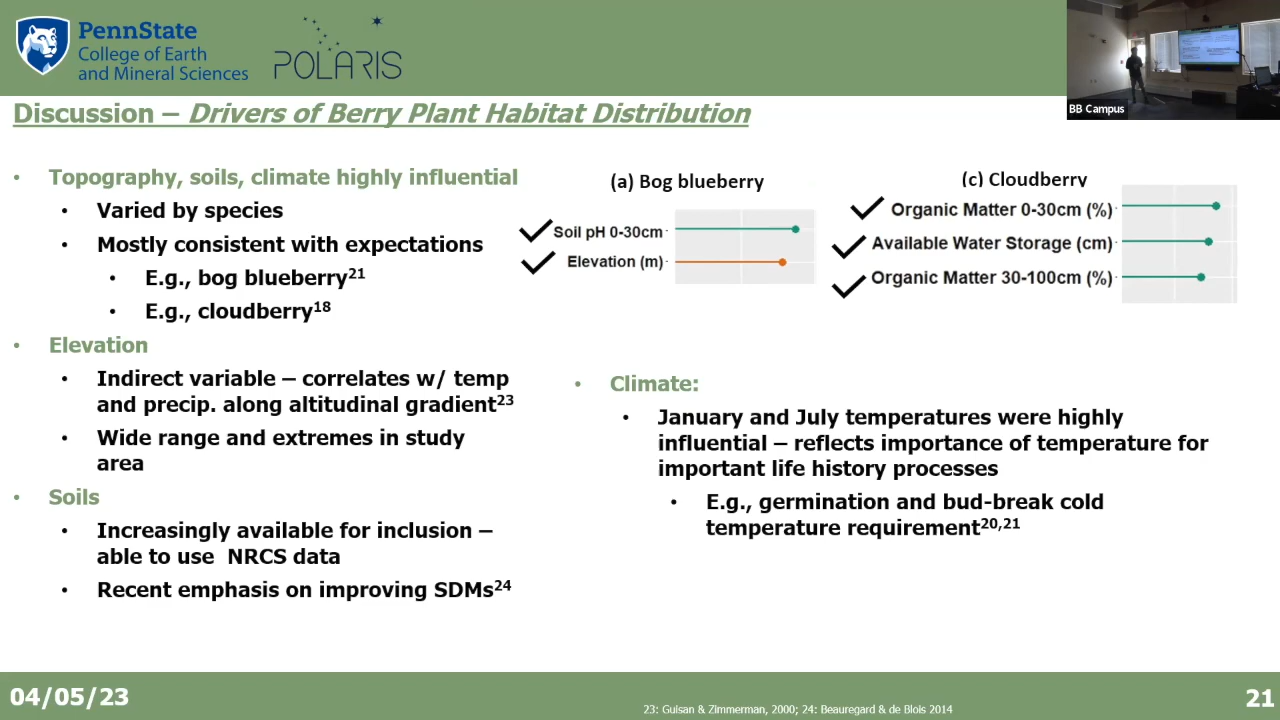 PennState
College of Earth
and Mineral Sciences
POLARIS
BB Campus
Discussion – Drivers of Berry Plant Habitat Distribution
• Topography, soils, climate highly influential
• Varied by species
• Mostly consistent with expectations
• E.g., bog blueberry21
• E.g., cloudberry18
• Elevation
• Indirect variable – correlates w/ temp
and precip. along altitudinal gradient23
• Wide range and extremes in study
area
• Soils
• Increasingly available for inclusion –
able to use NRCS data
• Recent emphasis on improving SDMs24
(a) Bog blueberry
Soil pH 0-30cm
Elevation (m)
(c) Cloudberry
Organic Matter 0-30cm (%)
Available Water Storage (cm)
Organic Matter 30-100cm (%)
• Climate:
• January and July temperatures were highly
influential – reflects importance of temperature for
important life history processes
• E.g., germination and bud-break cold
temperature requirement20,21
04/05/23
23: Guisan & Zimmerman, 2000; 24: Beauregard & de Blois 2014
21